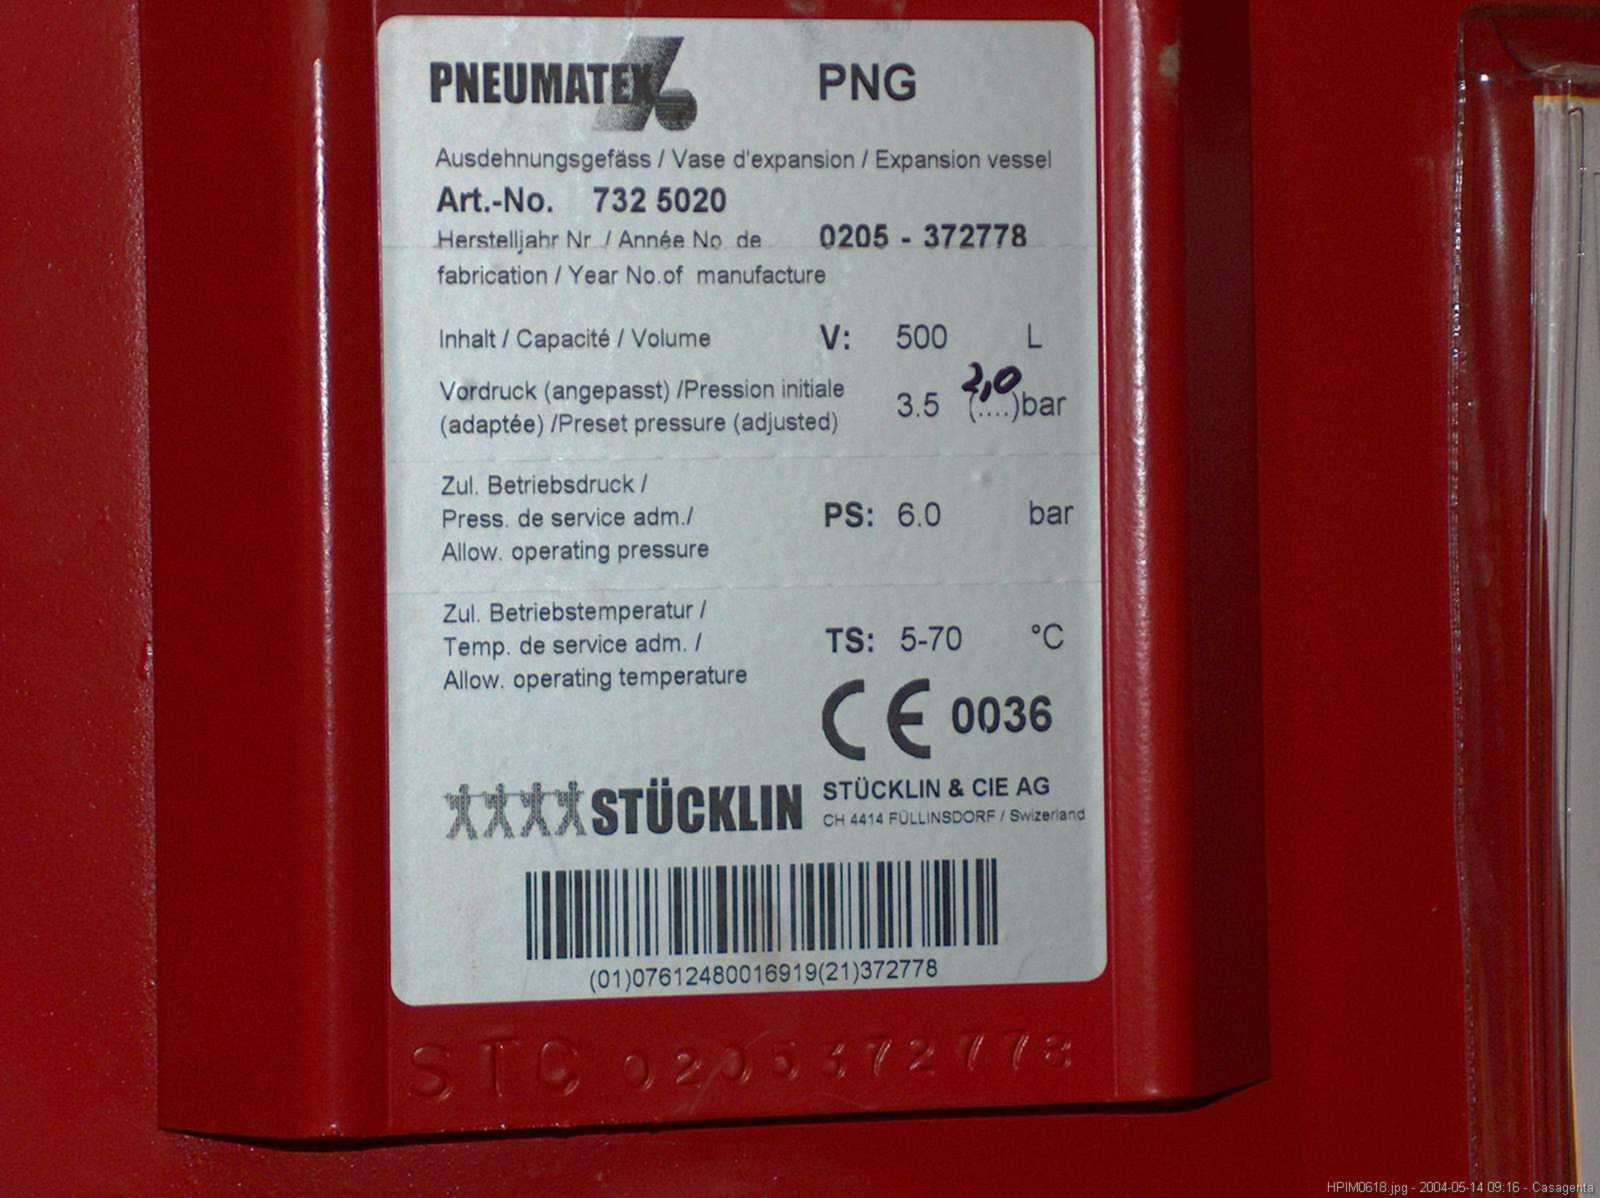 PNEUMATEX PNG
Ausdehnungsgefäss / Vase d'expansion / Expansion vessel
Art.-No. 732 5020
Herstelljahr Nr. / Année No. de 0205 - 372778
fabrication / Year No.of manufacture
Inhalt / Capacité / Volume V: 500 L
2,0
Vordruck (angepasst) /Pression initiale 3.5 (....)bar
(adaptée) /Preset pressure (adjusted)
Zul. Betriebsdruck /
Press. de service adm./ PS: 6.0 bar
Allow. operating pressure
Zul. Betriebstemperatur /
Temp. de service adm. / TS: 5-70 °C
Allow. operating temperature
CE 0036
STÜCKLIN STÜCKLIN & CIE AG
CH 4414 FÜLLINSDORF / Swizerland
(01)07612480016919(21)372778
STC 0205372778
HPIM0618.jpg - 2004-05-14 09:16 - Casagenta